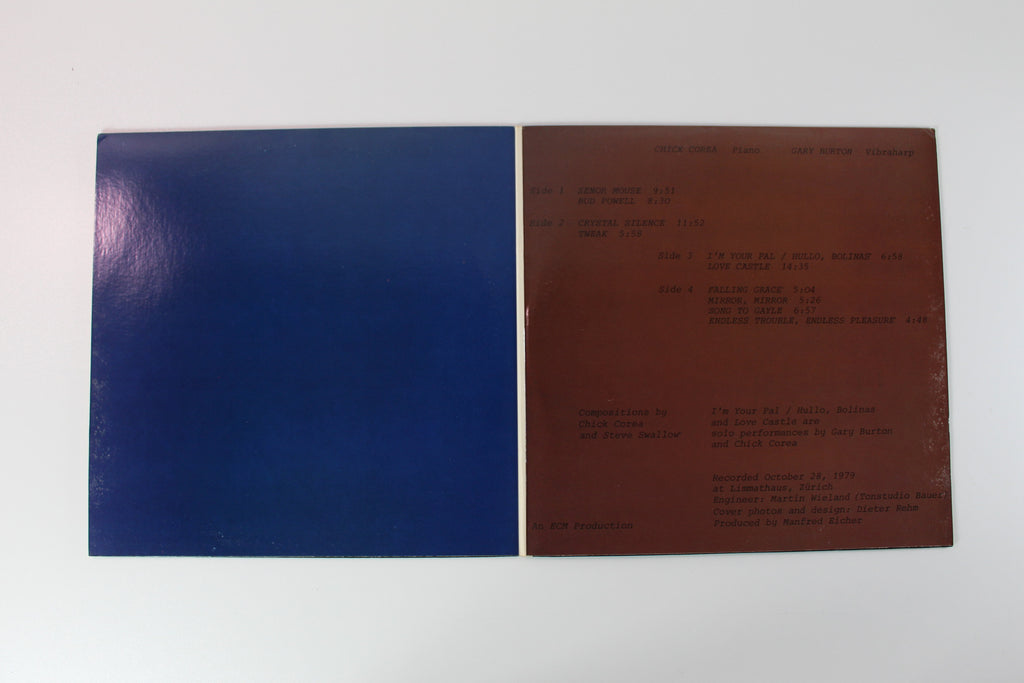 CHICK COREA Piano GARY BURTON Vibraharp
Side 1 SENOR MOUSE 9:51
BUD POWELL 8:30
Side 2 CRYSTAL SILENCE 11:52
TWEAK 5:58
Side 3 I'M YOUR PAL / HULLO, BOLINAS 6:58
LOVE CASTLE 14:35
Side 4 FALLING GRACE 5:04
MIRROR, MIRROR 5:26
SONG TO GAYLE 6:57
ENDLESS TROUBLE, ENDLESS PLEASURE 4:48
Compositions by
Chick Corea
and Steve Swallow
I'm Your Pal / Hullo, Bolinas
and Love Castle are
solo performances by Gary Burton
and Chick Corea
Recorded October 28, 1979
at Limmathaus, Zürich
Engineer: Martin Wieland (Tonstudio Bauer)
Cover photos and design: Dieter Rehm
Produced by Manfred Eicher
An ECM Production